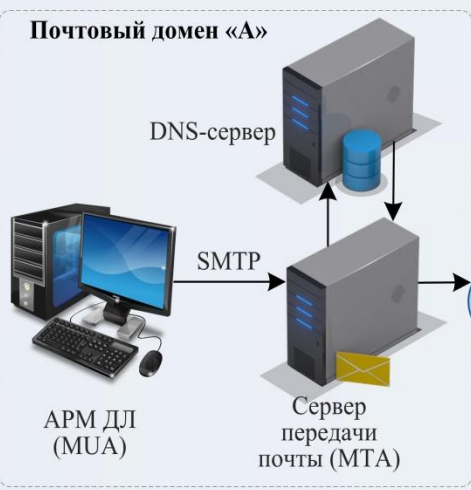 Почтовый домен «А»
DNS-сервер
SMTP
АРМ ДЛ
(MUA)
Сервер
передачи
почты (MTA)